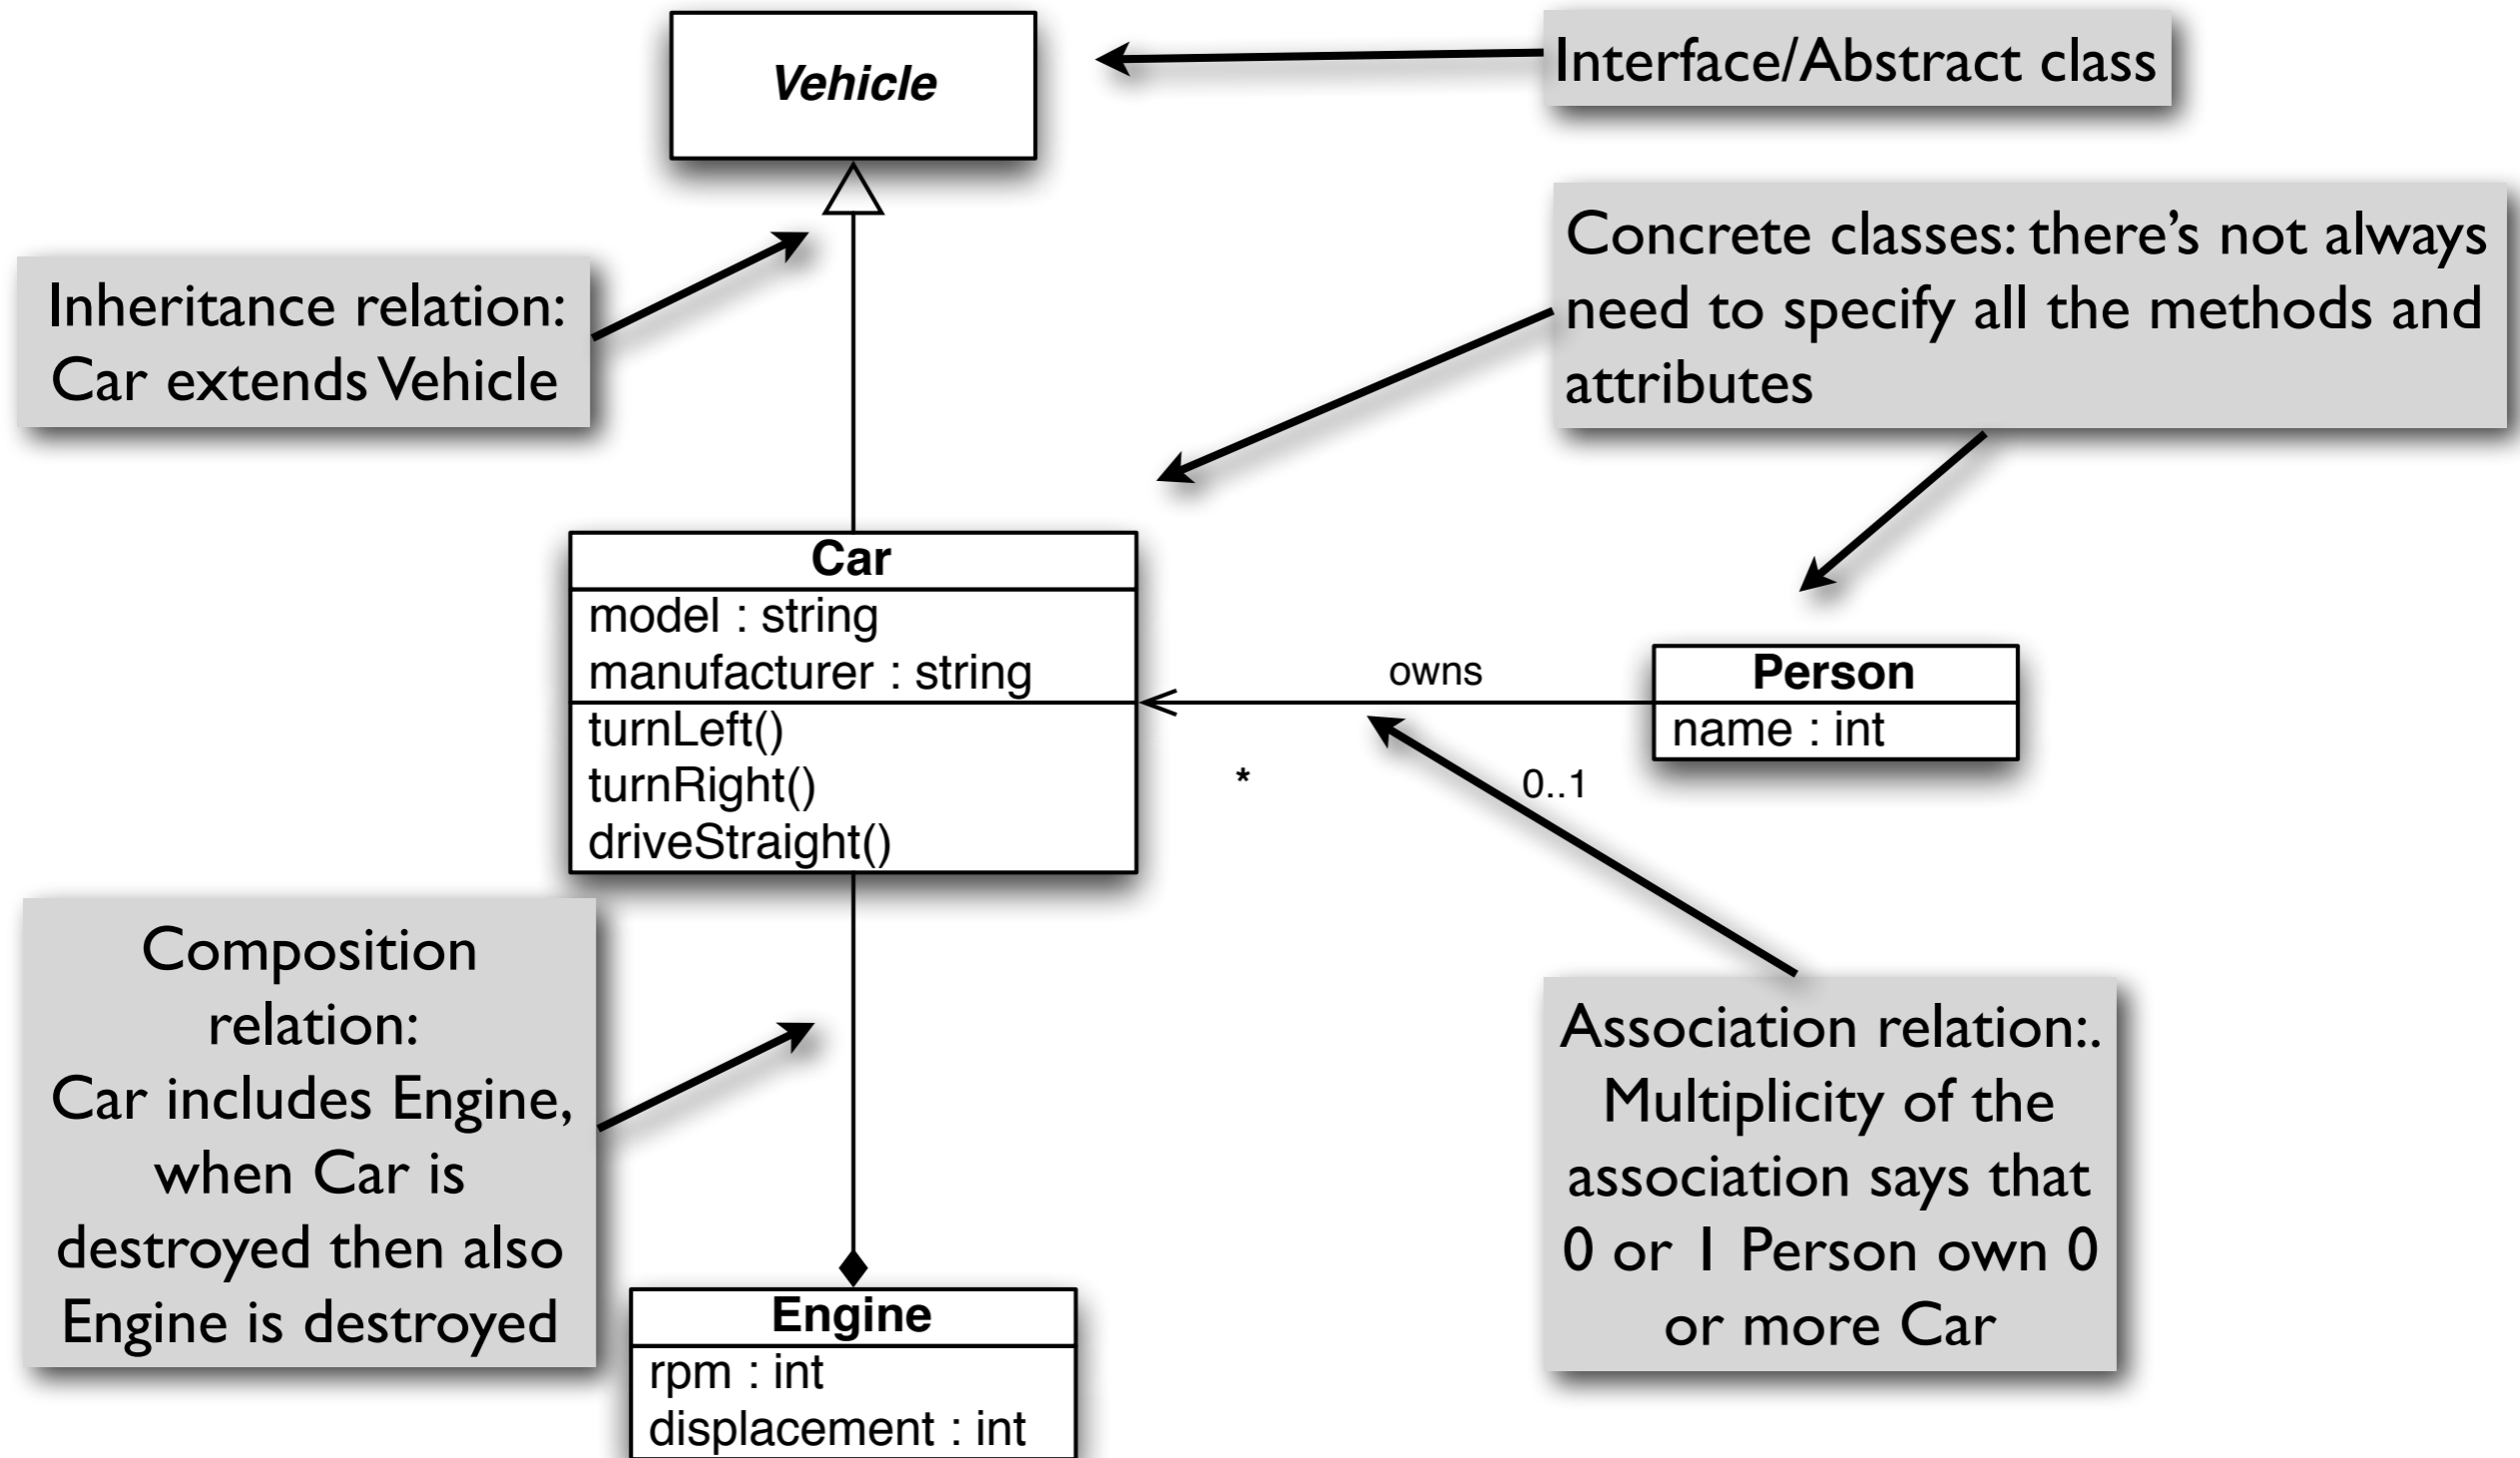 Vehicle
Interface/Abstract class
Inheritance relation:
Car extends Vehicle
Concrete classes: there’s not always
need to specify all the methods and
attributes
Car
model : string
manufacturer : string
turnLeft()
turnRight()
driveStraight()
owns
*
0..1
Person
name : int
Composition
relation:
Car includes Engine,
when Car is
destroyed then also
Engine is destroyed
Association relation:.
Multiplicity of the
association says that
0 or 1 Person own 0
or more Car
Engine
rpm : int
displacement : int